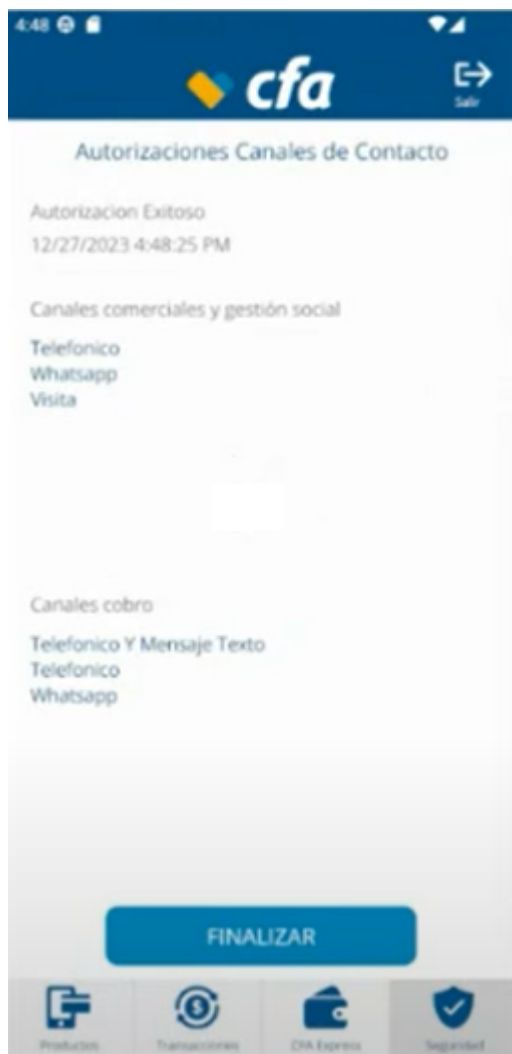 4:48
cfa
Salir
Autorizaciones Canales de Contacto
Autorizacion Exitoso
12/27/2023 4:48:25 PM
Canales comerciales y gestión social
Telefonico
Whatsapp
Visita
Canales cobro
Telefonico Y Mensaje Texto
Telefonico
Whatsapp
FINALIZAR
Productos
Transacciones
CFA Express
Seguridad